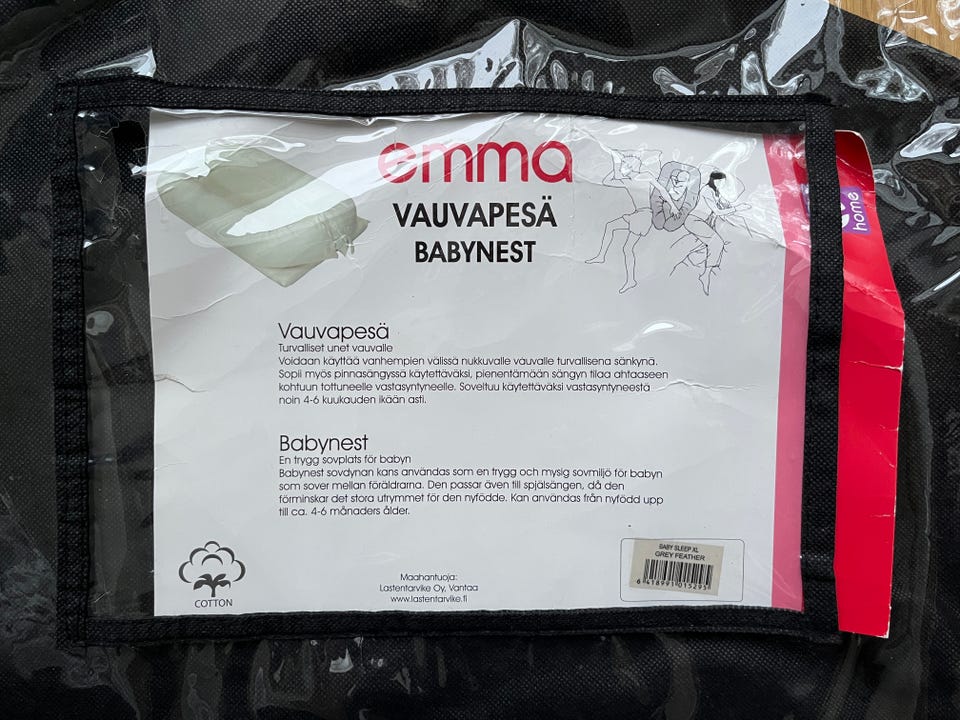 emma
VAUVAPESÄ
BABYNEST
home
Vauvapesä
Turvalliset unet vauvalle
Voidaan käyttää vanhempien välissä nukkuvalle vauvalle turvallisena sänkynä.
Sopii myös pinnasängyssä käytettäväksi, pienentämään sängyn tilaa ahtaaseen
kohtuun tottuneelle vastasyntyneelle. Soveltuu käytettäväksi vastasyntyneestä
noin 4-6 kuukauden ikään asti.
Babynest
En trygg sovplats för babyn
Babynest sovdynan kans användas som en trygg och mysig sovmiljö för babyn
som sover mellan föräldrarna. Den passar även till spjälsängen, då den
förminskar det stora utrymmet för den nyfödde. Kan användas från nyfödd upp
till ca. 4-6 månaders ålder.
COTTON
Maahantuoja:
Lastentarvike Oy, Vantaa
www.lastentarvike.fi
BABY SLEEP XL
GREY FEATHER
6 418991 015295